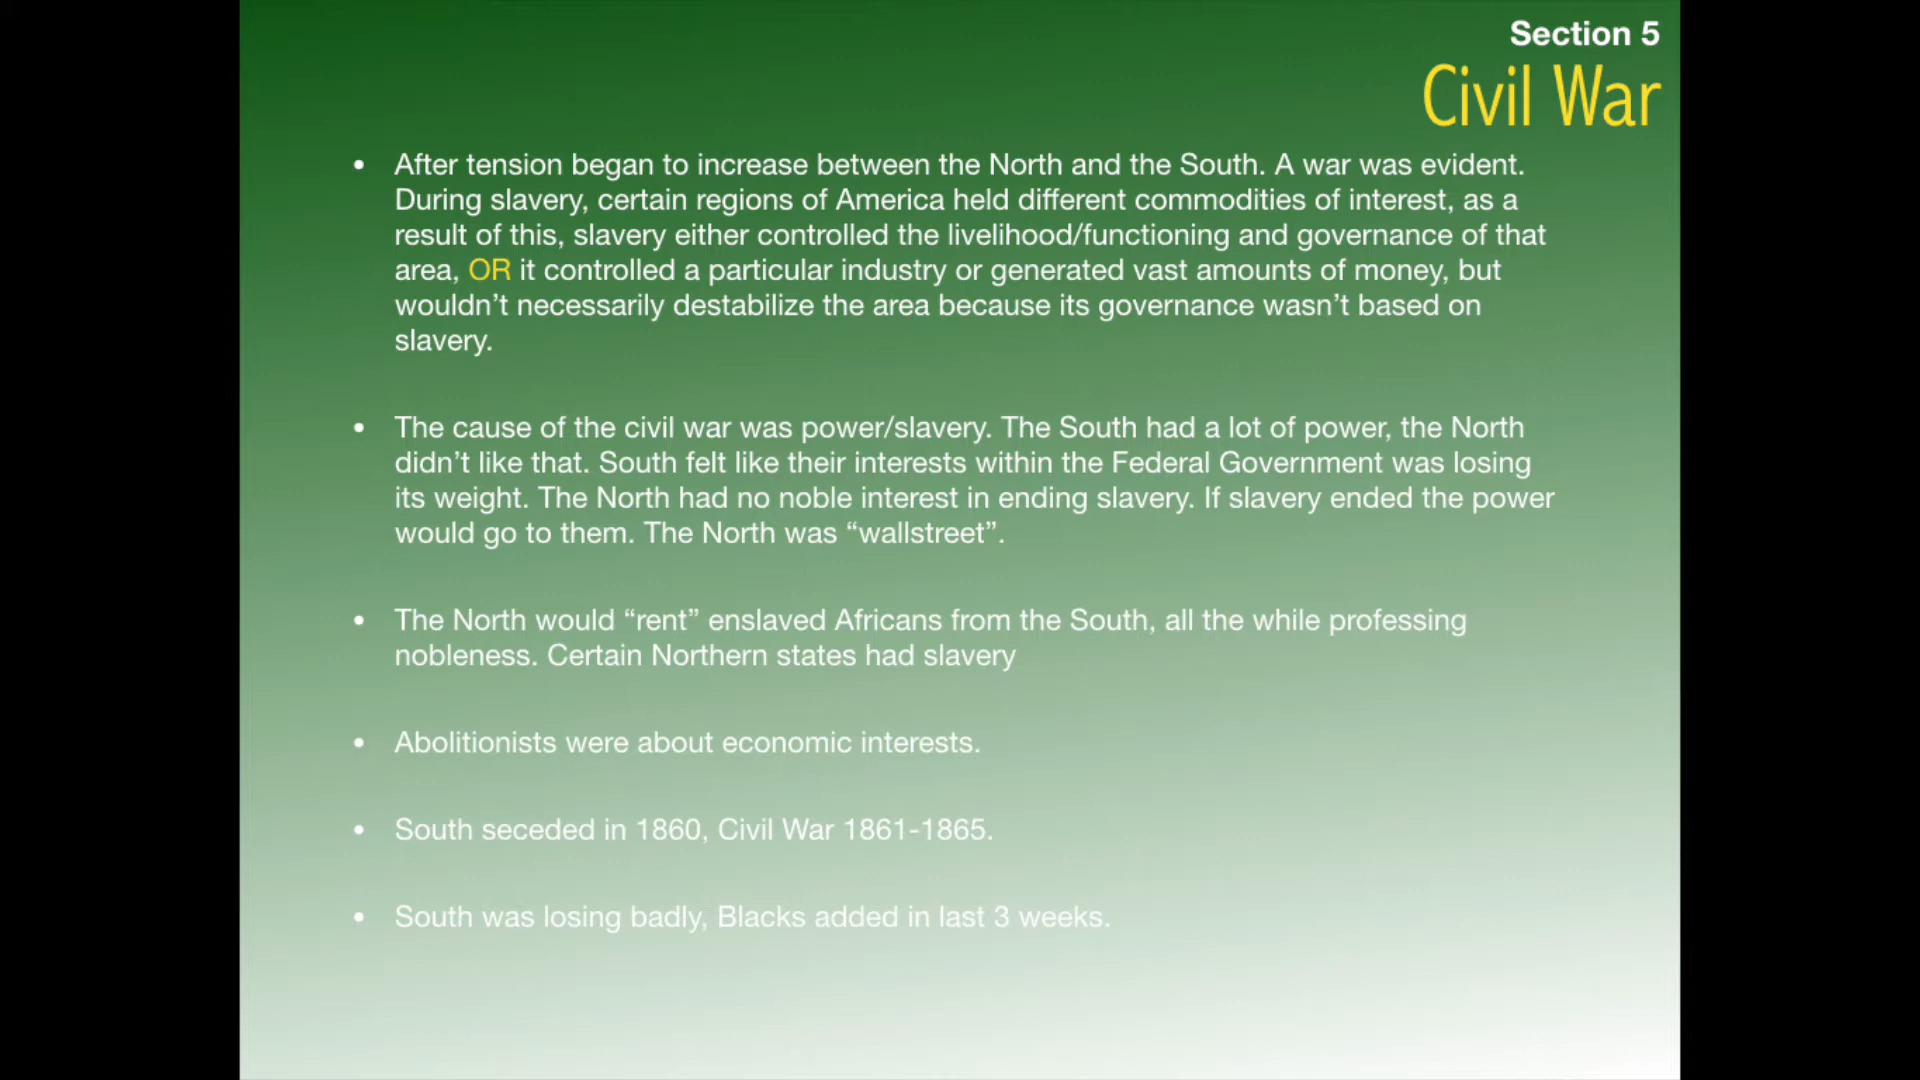 Section 5
Civil War
• After tension began to increase between the North and the South. A war was evident.
During slavery, certain regions of America held different commodities of interest, as a
result of this, slavery either controlled the livelihood/functioning and governance of that
area, OR it controlled a particular industry or generated vast amounts of money, but
wouldn’t necessarily destabilize the area because its governance wasn’t based on
slavery.
• The cause of the civil war was power/slavery. The South had a lot of power, the North
didn’t like that. South felt like their interests within the Federal Government was losing
its weight. The North had no noble interest in ending slavery. If slavery ended the power
would go to them. The North was “wallstreet”.
• The North would “rent” enslaved Africans from the South, all the while professing
nobleness. Certain Northern states had slavery
• Abolitionists were about economic interests.
• South seceded in 1860, Civil War 1861-1865.
• South was losing badly, Blacks added in last 3 weeks.